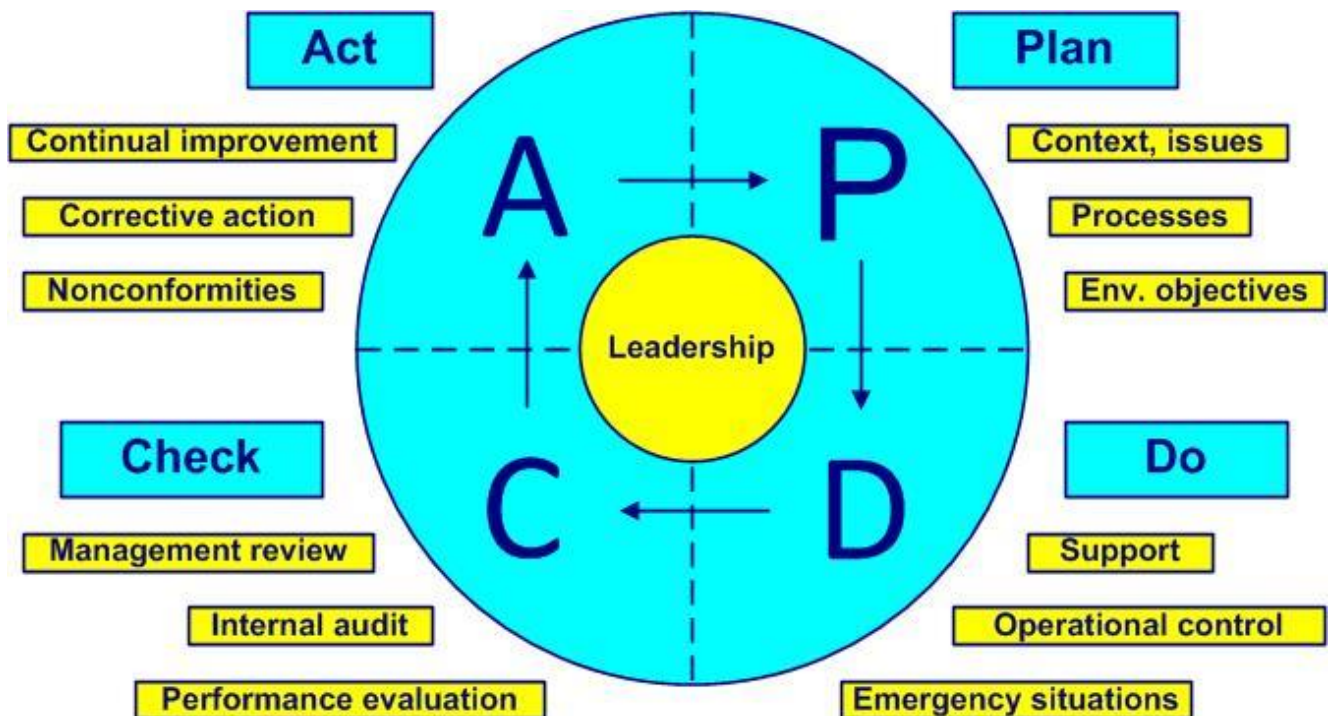 Act
Plan
Continual improvement
Corrective action
Nonconformities
A
P
Context, issues
Processes
Env. objectives
Leadership
Check
Do
C
D
Management review
Internal audit
Performance evaluation
Support
Operational control
Emergency situations